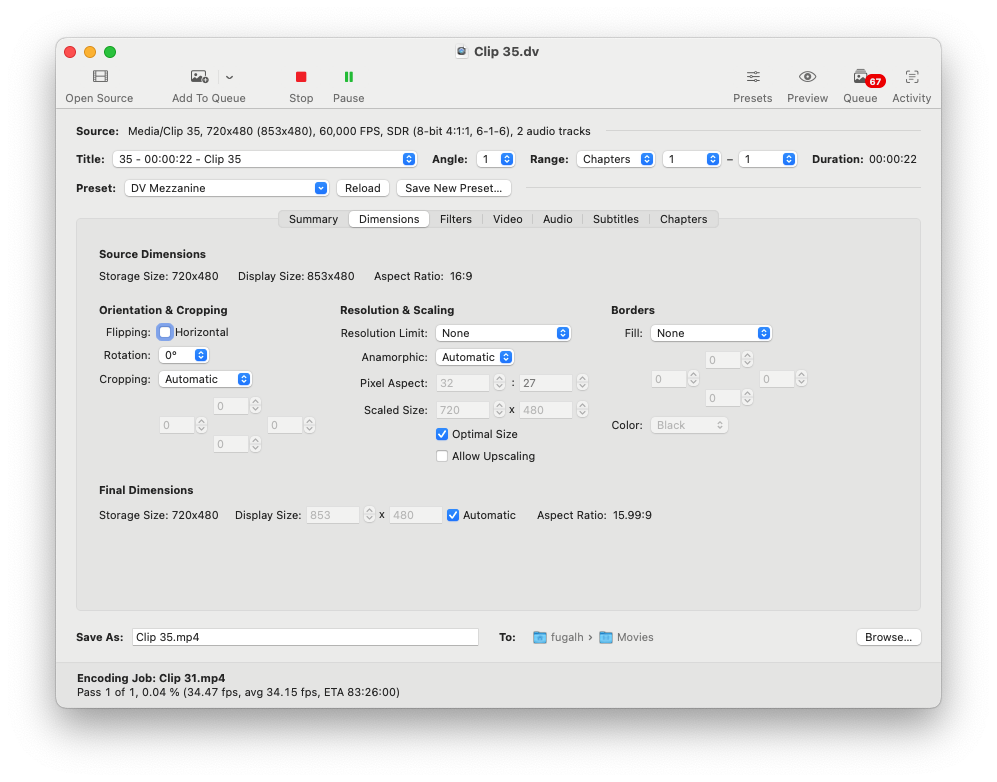 Clip 35.dv
Open Source Add To Queue Stop Pause Presets Preview Queue 67 Activity
Source: Media/Clip 35, 720x480 (853x480), 60,000 FPS, SDR (8-bit 4:1:1, 6-1-6), 2 audio tracks
Title: 35 - 00:00:22 - Clip 35 Angle: 1 Range: Chapters 1 – 1 Duration: 00:00:22
Preset: DV Mezzanine Reload Save New Preset...
Summary Dimensions Filters Video Audio Subtitles Chapters
Source Dimensions
Storage Size: 720x480 Display Size: 853x480 Aspect Ratio: 16:9
Orientation & Cropping
Flipping: Horizontal
Rotation: 0°
Cropping: Automatic
0
0 0
0
Resolution & Scaling
Resolution Limit: None
Anamorphic: Automatic
Pixel Aspect: 32 : 27
Scaled Size: 720 x 480
Optimal Size
Allow Upscaling
Borders
Fill: None
0
0 0
0
Color: Black
Final Dimensions
Storage Size: 720x480 Display Size: 853 x 480 Automatic Aspect Ratio: 15.99:9
Save As: Clip 35.mp4 To: fugalh › Movies Browse...
Encoding Job: Clip 31.mp4
Pass 1 of 1, 0.04 % (34.47 fps, avg 34.15 fps, ETA 83:26:00)